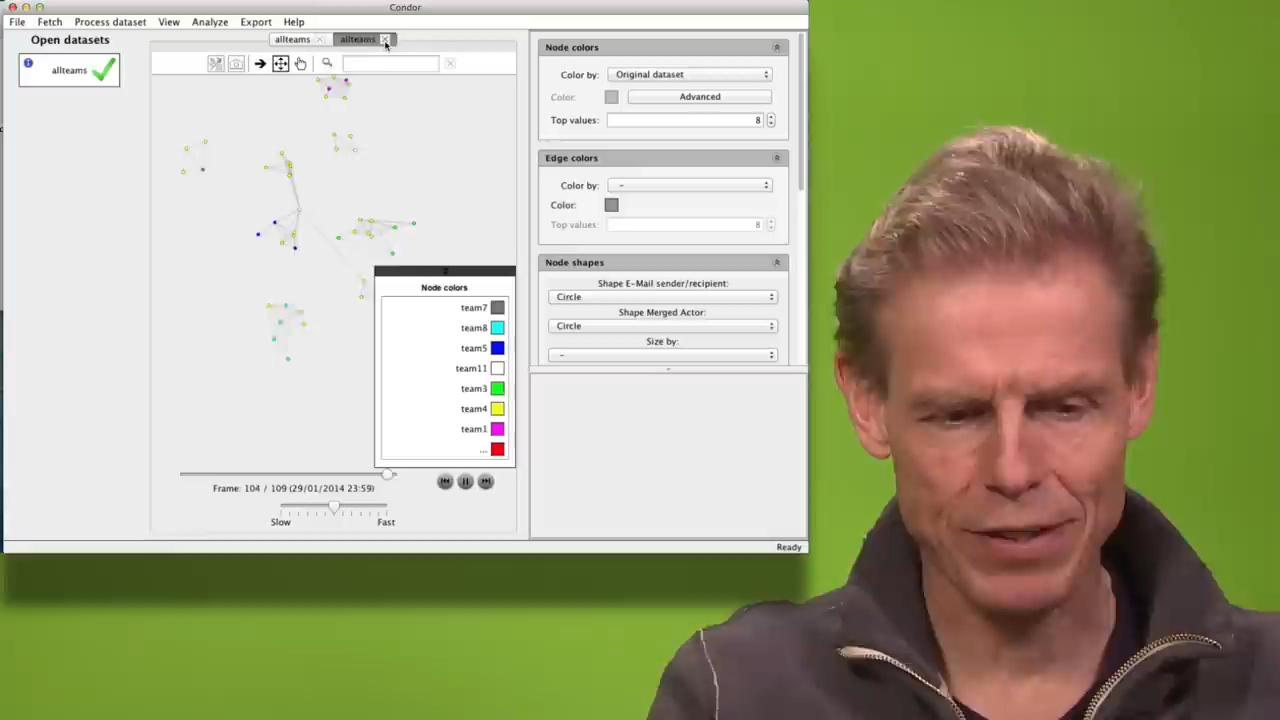 Condor
File Fetch Process dataset View Analyze Export Help
Open datasets
allteams
allteams
allteams
Node colors
Color by: Original dataset
Color: Advanced
Top values: 8
Edge colors
Color by: -
Color:
Top values: 8
Node shapes
Shape E-Mail sender/recipient:
Circle
Shape Merged Actor:
Circle
Size by:
-
Node colors
team7
team8
team5
team11
team3
team4
team1
...
Frame: 104 / 109 (29/01/2014 23:59)
Slow Fast
Ready